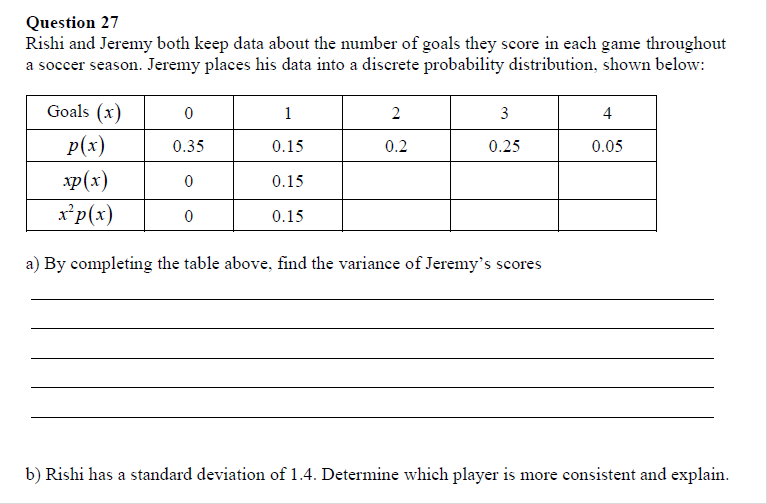 Question 27
Rishi and Jeremy both keep data about the number of goals they score in each game throughout
a soccer season. Jeremy places his data into a discrete probability distribution, shown below:
Goals (x) 0 1 2 3 4
p(x) 0.35 0.15 0.2 0.25 0.05
xp(x) 0 0.15
x²p(x) 0 0.15
a) By completing the table above, find the variance of Jeremy's scores
b) Rishi has a standard deviation of 1.4. Determine which player is more consistent and explain.